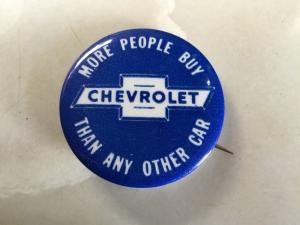 MORE PEOPLE BUY
CHEVROLET
THAN ANY OTHER CAR